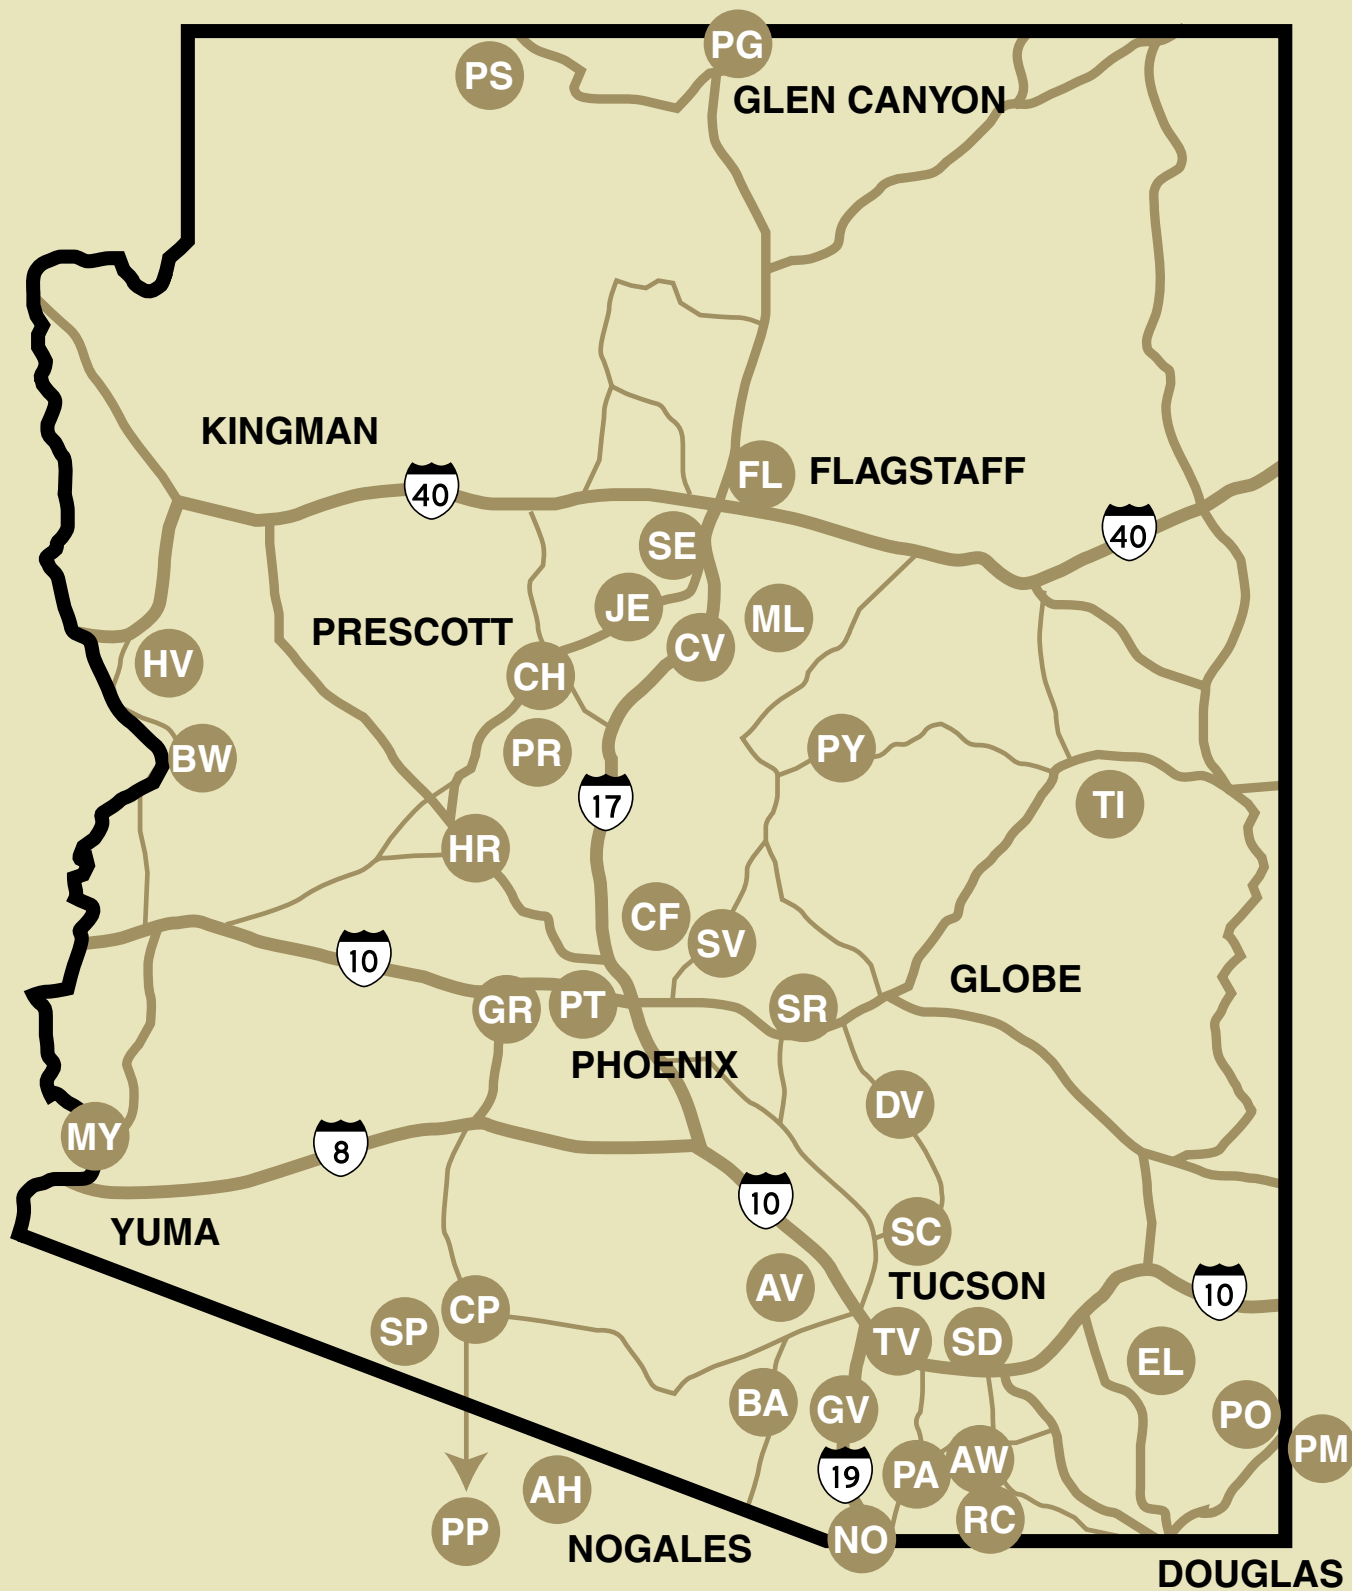 PG
PS
GLEN CANYON
KINGMAN
FL
FLAGSTAFF
40
40
SE
JE
ML
PRESCOTT
CV
HV
CH
PR
PY
BW
17
TI
HR
CF
SV
10
GLOBE
GR
PT
SR
PHOENIX
DV
MY
8
10
YUMA
SC
AV
TUCSON
10
CP
SP
TV
SD
EL
BA
GV
PO
PM
19
PA
AW
AH
RC
PP
NO
NOGALES
DOUGLAS